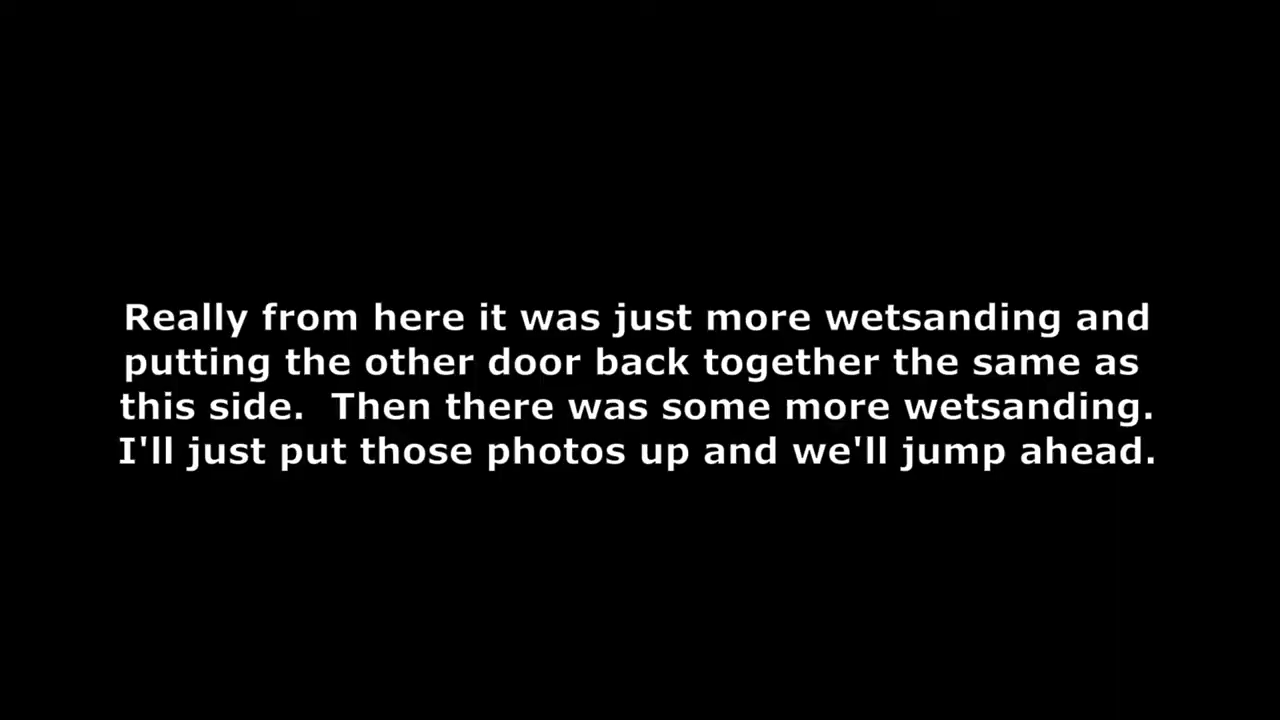 Really from here it was just more wetsanding and
putting the other door back together the same as
this side.  Then there was some more wetsanding.
I'll just put those photos up and we'll jump ahead.